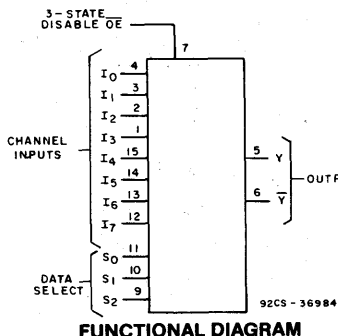 3-STATE
DISABLE O̅E̅
7
I0 4
I1 3
I2 2
I3 1
I4 15
I5 14
I6 13
I7 12
CHANNEL
INPUTS
5 Y
6 Y̅
OUTP
S0 11
S1 10
S2 9
DATA
SELECT
92CS-36984
FUNCTIONAL DIAGRAM